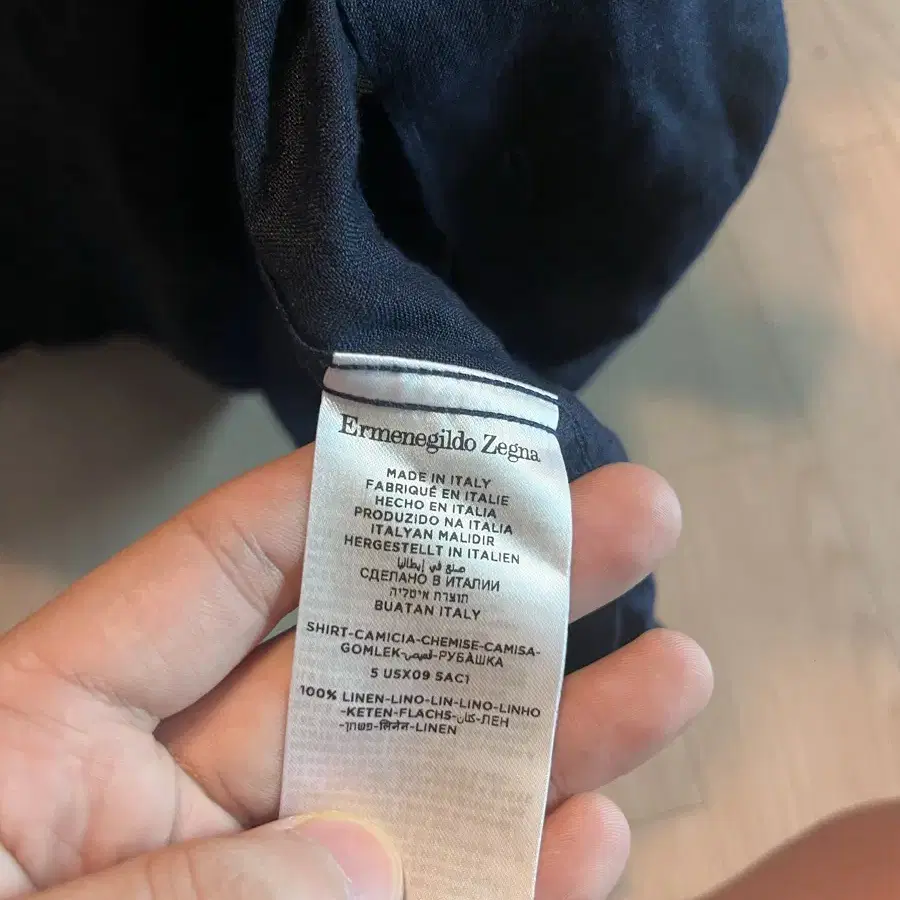 Ermenegildo Zegna
MADE IN ITALY
FABRIQUÉ EN ITALIE
HECHO EN ITALIA
PRODUZIDO NA ITALIA
ITALYAN MALIDIR
HERGESTELLT IN ITALIEN
صنع في إيطاليا
СДЕЛАНО В ИТАЛИИ
תוצרת איטליה
BUATAN ITALY
SHIRT-CAMICIA-CHEMISE-CAMISA-
GOMLEK-قميص-РУБАШКА
5 USX09 SAC1
100% LINEN-LINO-LIN-LINO-LINHO
-KETEN-FLACHS-كتان-ЛЕН
-פשתן-लिनेन-LINEN